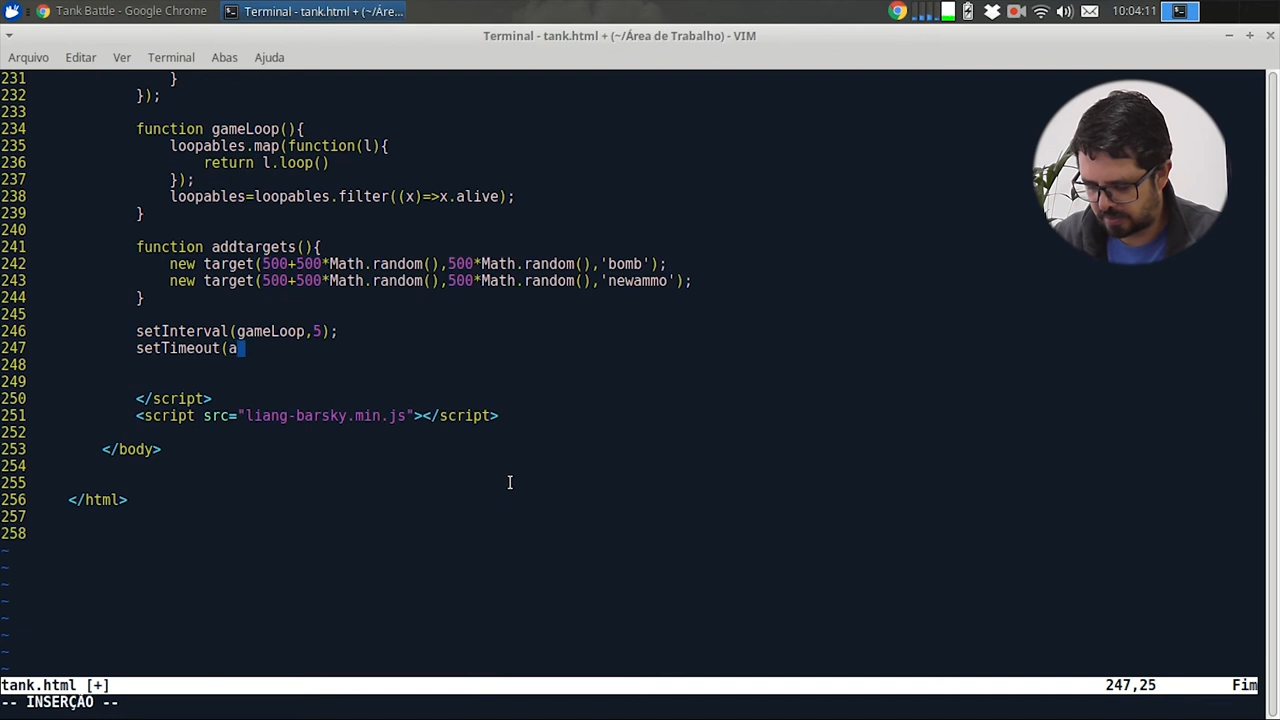 Tank Battle - Google Chrome
Terminal - tank.html + (~/Áre...
10:04:11
Terminal - tank.html + (~/Área de Trabalho) - VIM
Arquivo Editar Ver Terminal Abas Ajuda
231 }
232 });
233
234 function gameLoop(){
235 loopables.map(function(l){
236 return l.loop()
237 });
238 loopables=loopables.filter((x)=>x.alive);
239 }
240
241 function addtargets(){
242 new target(500+500*Math.random(),500*Math.random(),'bomb');
243 new target(500+500*Math.random(),500*Math.random(),'newammo');
244 }
245
246 setInterval(gameLoop,5);
247 setTimeout(a
248
249
250 </script>
251 <script src="liang-barsky.min.js"></script>
252
253 </body>
254
255
256 </html>
257
258
~
~
~
~
~
~
~
~
tank.html [+] 247,25 Fim
-- INSERÇÃO --